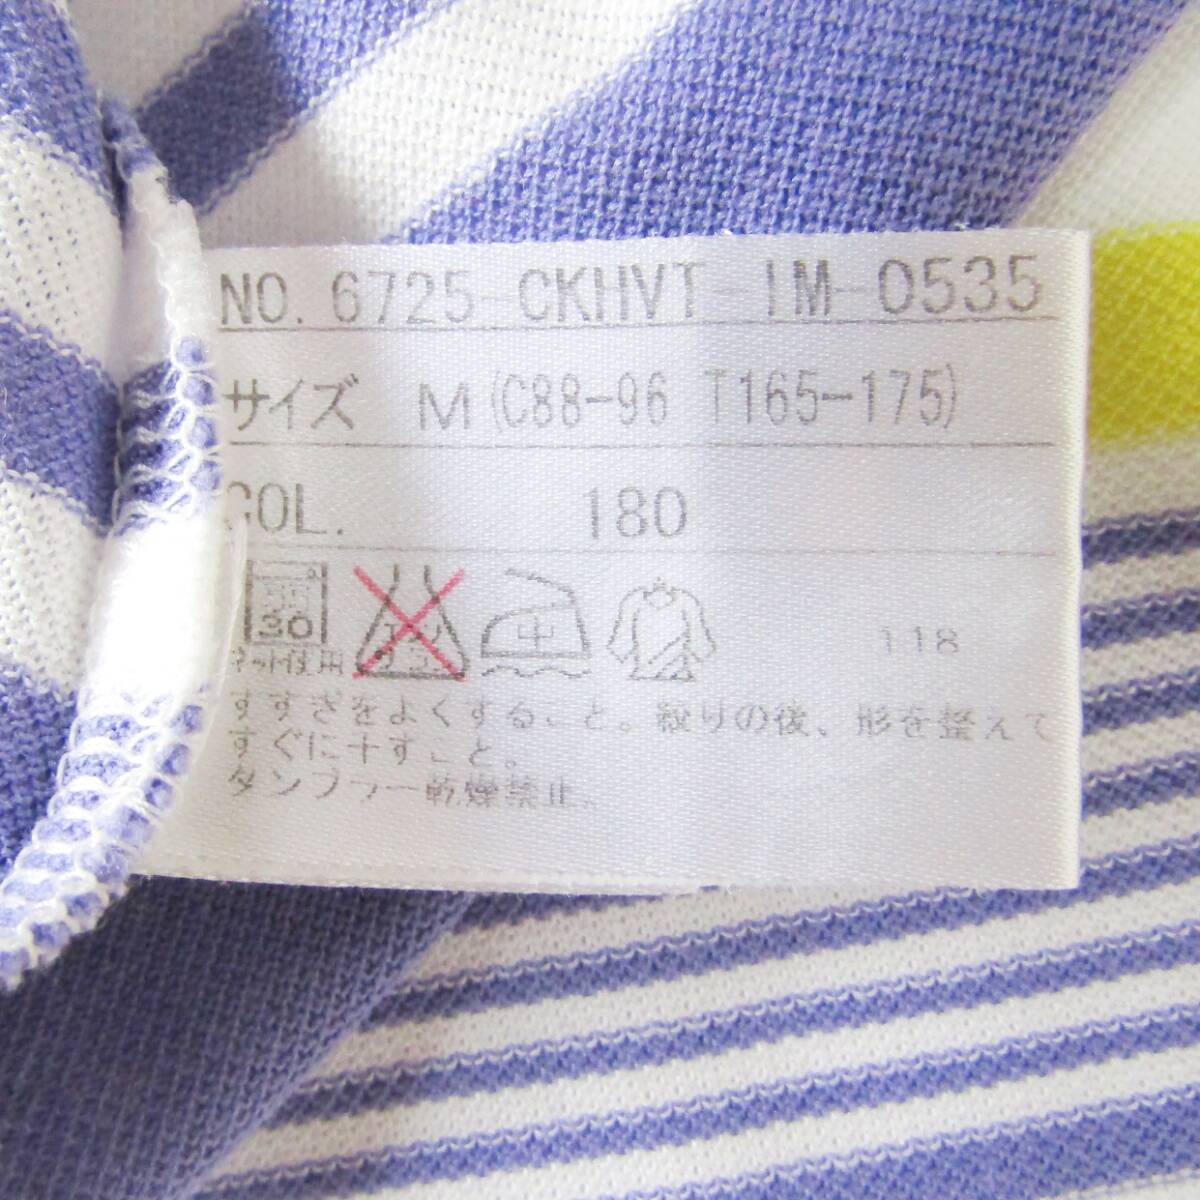 NO. 6725-CKHVT-IM-0535
サイズ M(C88-96 T165-175)
COL. 180
30 中 118
ネット使用
すすぎをよくすること。絞りの後、形を整えて
すぐに干すこと。
タンブラー乾燥禁止。